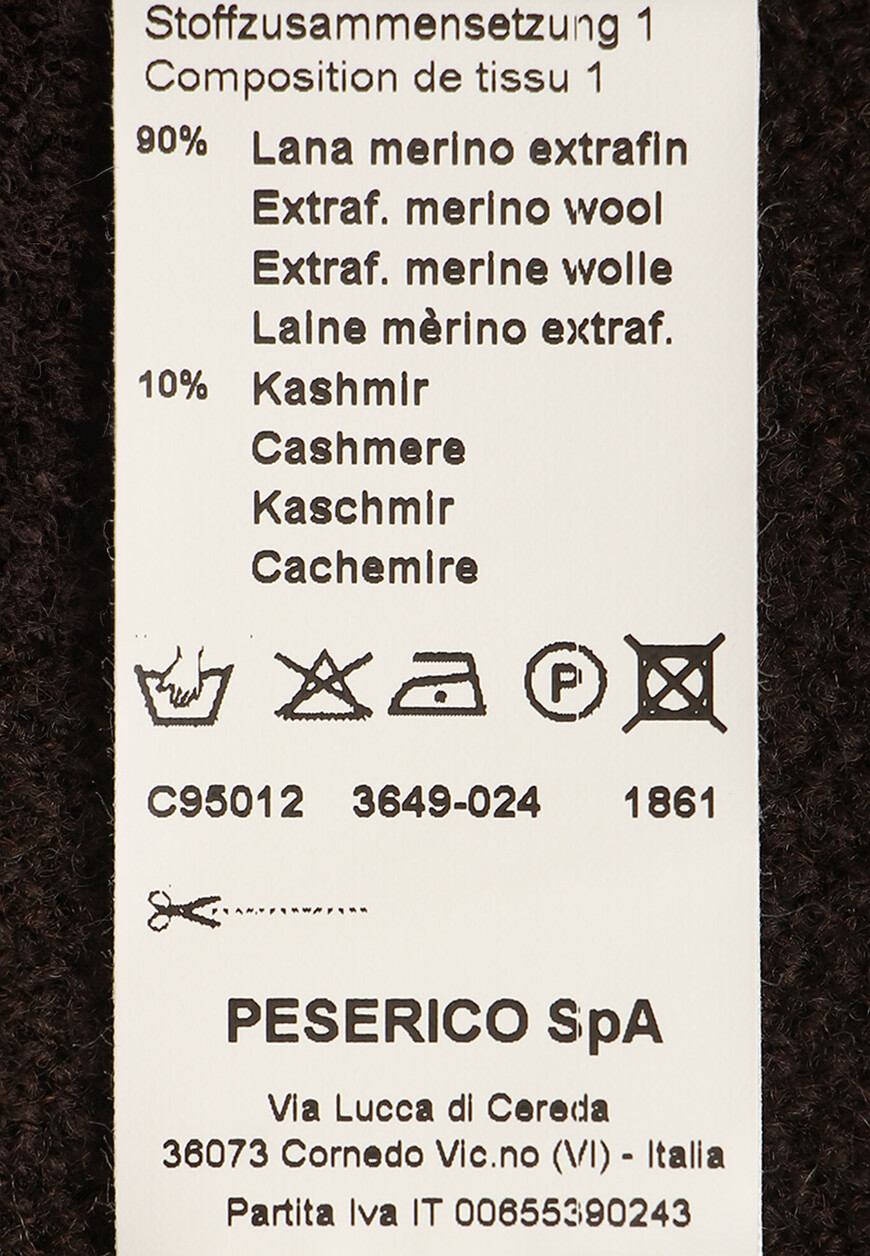 Stoffzusammensetzung 1
Composition de tissu 1
90% Lana merino extrafin
Extraf. merino wool
Extraf. merine wolle
Laine mèrino extraf.
10% Kashmir
Cashmere
Kaschmir
Cachemire
P
C95012 3649-024 1861
PESERICO SpA
Via Lucca di Cereda
36073 Cornedo Vic.no (VI) - Italia
Partita Iva IT 00655390243